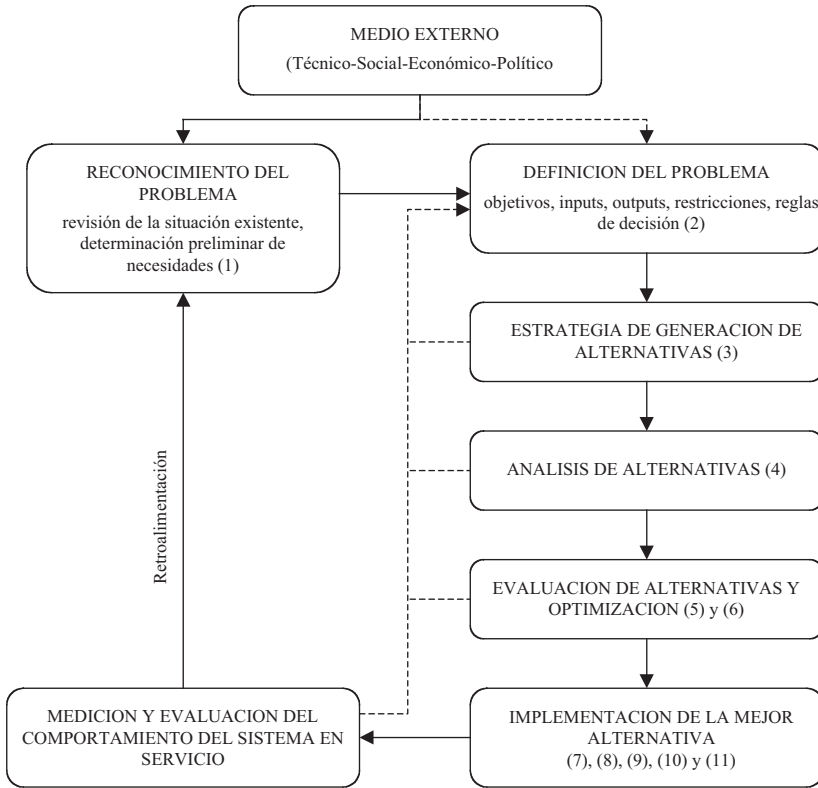 MEDIO EXTERNO
(Técnico-Social-Económico-Político
RECONOCIMIENTO DEL
PROBLEMA
revisión de la situación existente,
determinación preliminar de
necesidades (1)
DEFINICION DEL PROBLEMA
objetivos, inputs, outputs, restricciones, reglas
de decisión (2)
ESTRATEGIA DE GENERACION DE
ALTERNATIVAS (3)
ANALISIS DE ALTERNATIVAS (4)
Retroalimentación
EVALUACION DE ALTERNATIVAS Y
OPTIMIZACION (5) y (6)
MEDICION Y EVALUACION DEL
COMPORTAMIENTO DEL SISTEMA EN
SERVICIO
IMPLEMENTACION DE LA MEJOR
ALTERNATIVA
(7), (8), (9), (10) y (11)